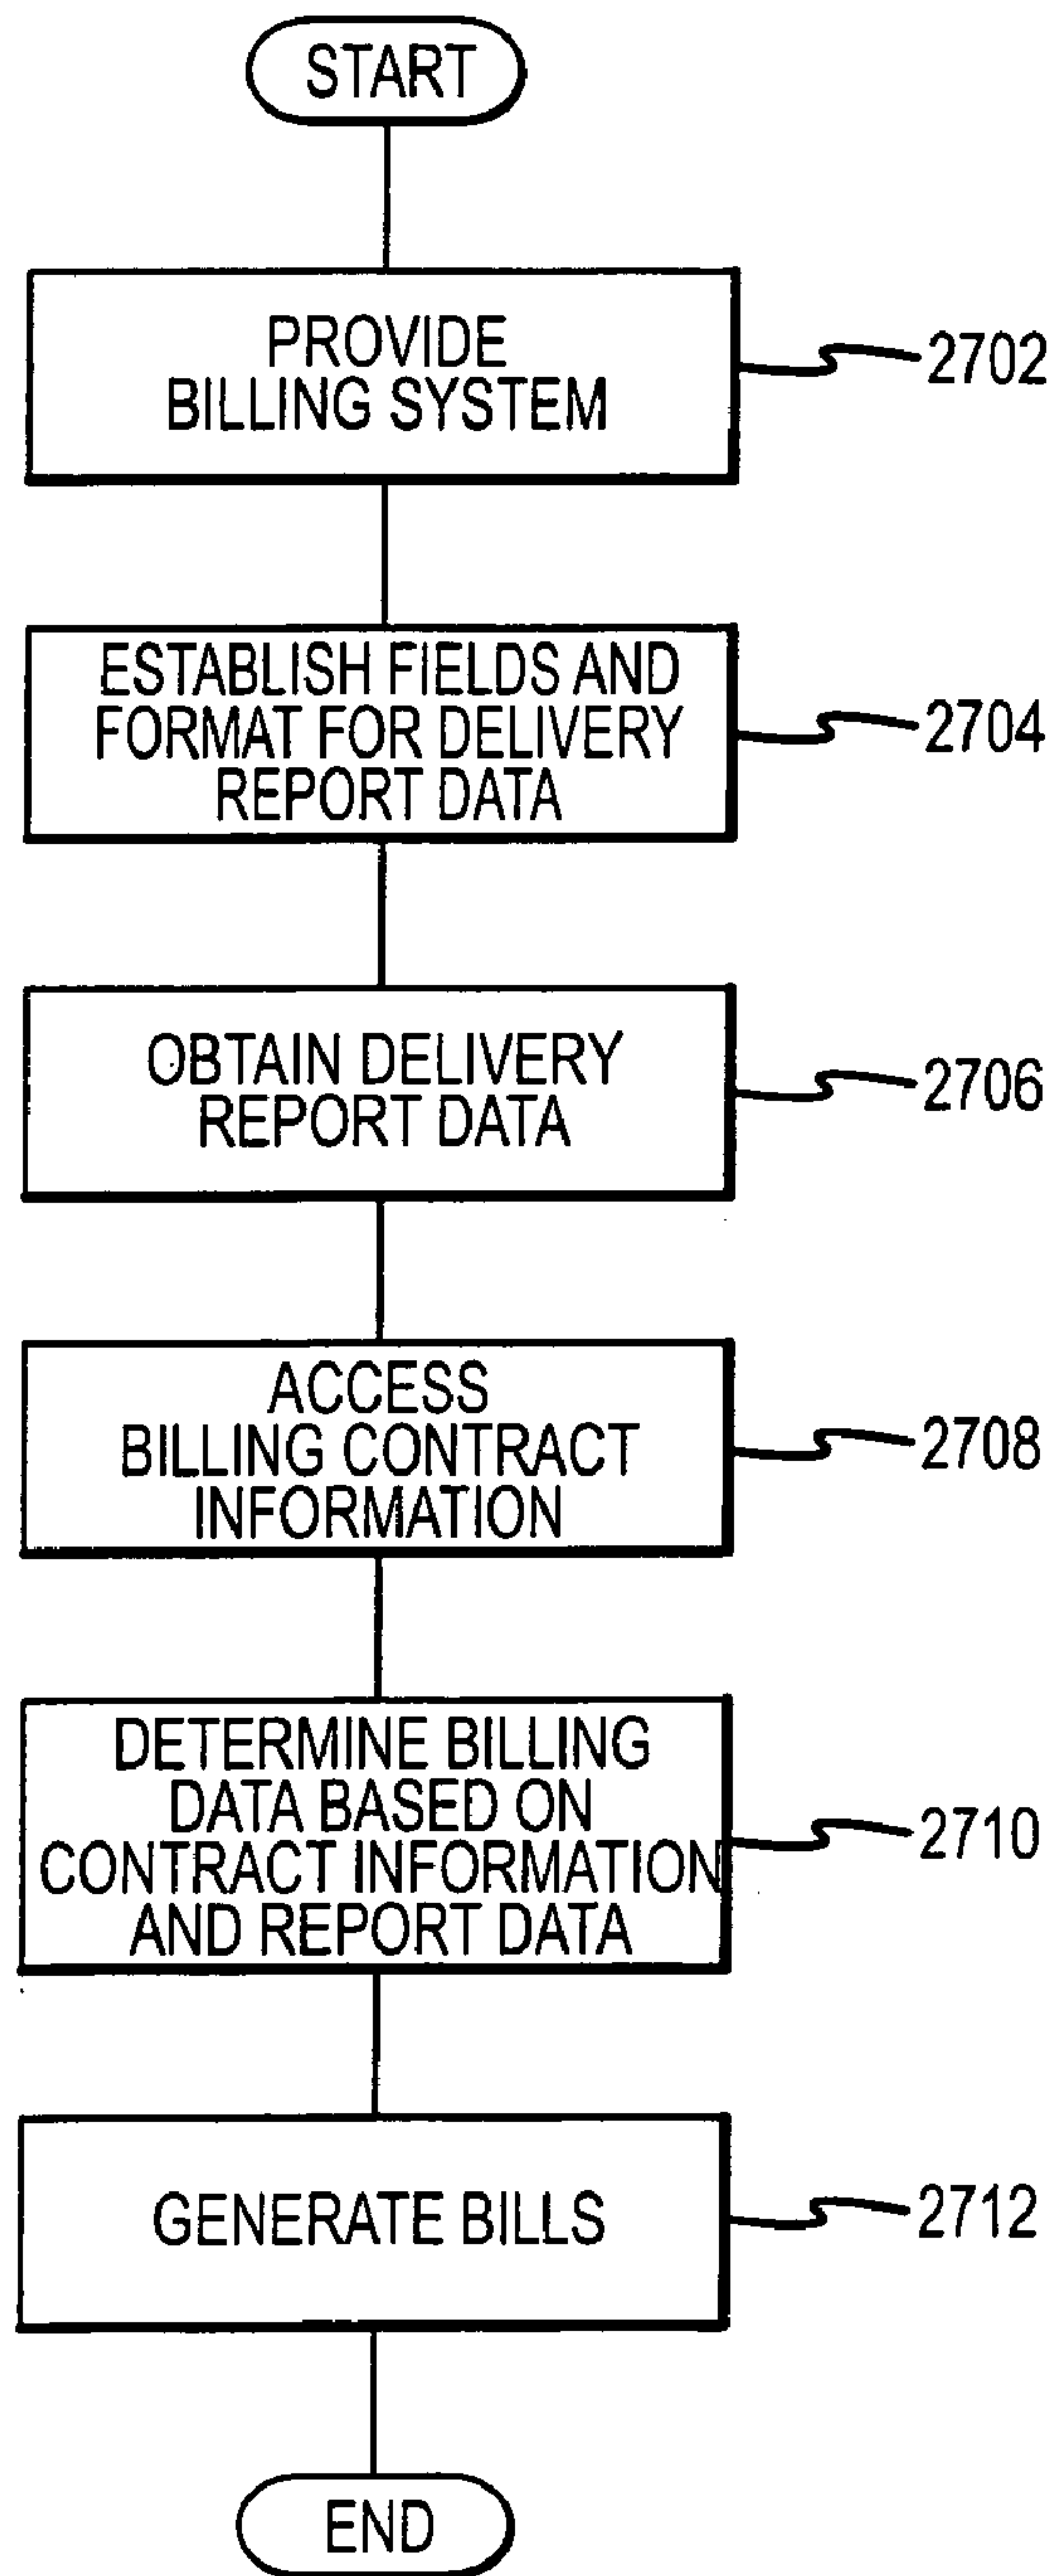 START
PROVIDE
BILLING SYSTEM
2702
ESTABLISH FIELDS AND
FORMAT FOR DELIVERY
REPORT DATA
2704
OBTAIN DELIVERY
REPORT DATA
2706
ACCESS
BILLING CONTRACT
INFORMATION
2708
DETERMINE BILLING
DATA BASED ON
CONTRACT INFORMATION
AND REPORT DATA
2710
GENERATE BILLS
2712
END